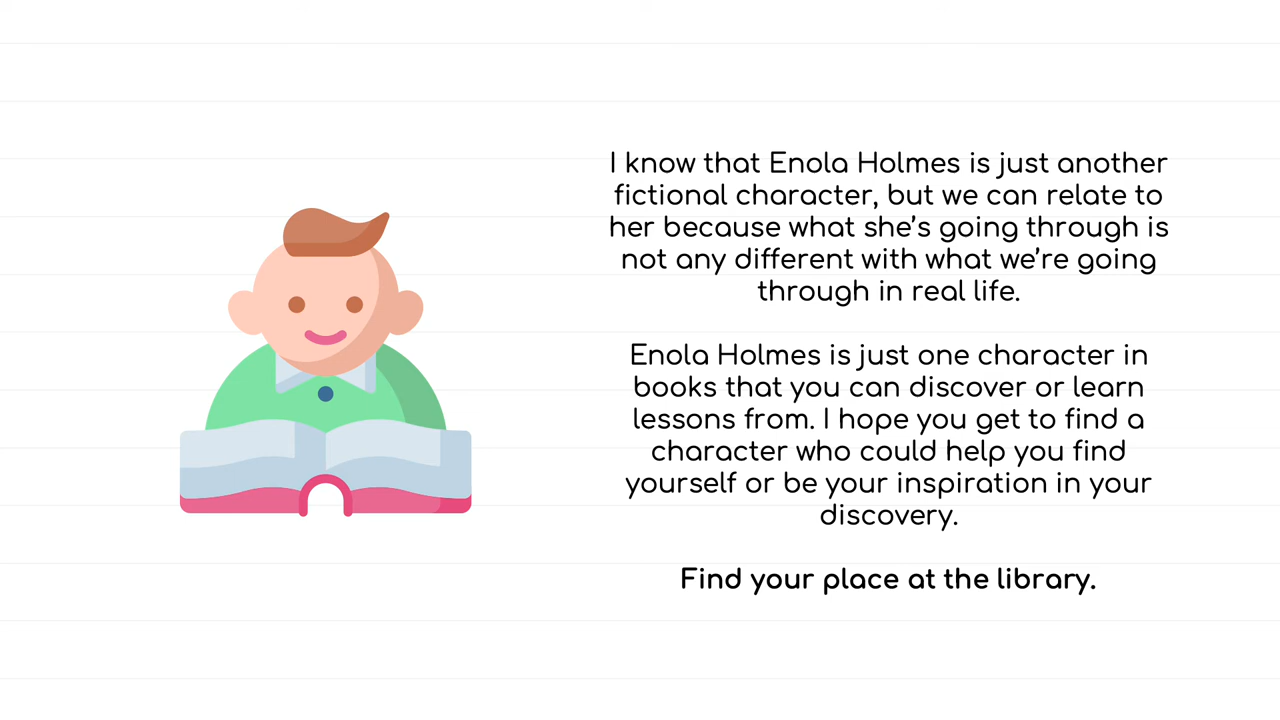 I know that Enola Holmes is just another
fictional character, but we can relate to
her because what she’s going through is
not any different with what we’re going
through in real life.
Enola Holmes is just one character in
books that you can discover or learn
lessons from. I hope you get to find a
character who could help you find
yourself or be your inspiration in your
discovery.
Find your place at the library.